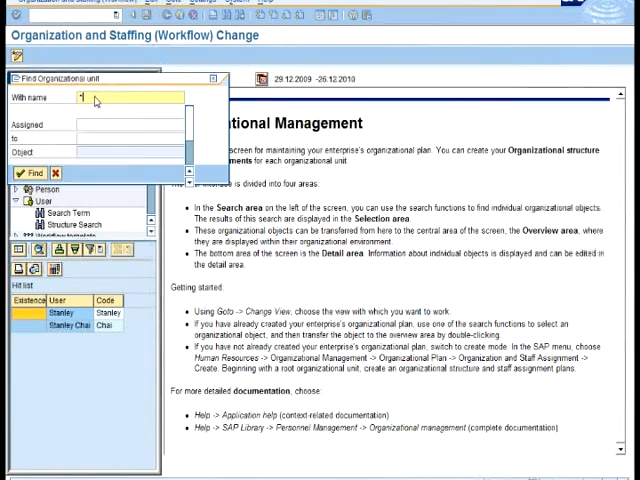 Organization and Staffing (Workflow) Change
Find Organizational unit
With name *
Assigned
to
Object
Find
29.12.2009 -26.12.2010
ational Management
screen for maintaining your enterprise's organizational plan. You can create your Organizational structure
for each organizational unit
is divided into four areas:
In the Search area on the left of the screen, you can use the search functions to find individual organizational objects.
The results of this search are displayed in the Selection area.
These organizational objects can be transferred from here to the central area of the screen, the Overview area, where
they are displayed within their organizational environment.
The bottom area of the screen is the Detail area. Information about individual objects is displayed and can be edited in
the detail area.
Person
User
Search Term
Structure Search
Hit list
Existence User Code
Stanley Stanley
Stanley Chai Chai
Getting started:
Using Goto -> Change View, choose the view with which you want to work.
If you have already created your enterprise's organizational plan, use one of the search functions to select an
organizational object, and then transfer the object to the overview area by double-clicking.
If you have not already created your enterprise's organizational plan, switch to create mode. In the SAP menu, choose
Human Resources -> Organizational Management -> Organizational Plan -> Organization and Staff Assignment ->
Create. Beginning with a root organizational unit, create an organizational structure and staff assignment plans.
For more detailed documentation, choose:
Help -> Application help (context-related documentation)
Help -> SAP Library -> Personnel Management -> Organizational management (complete documentation)